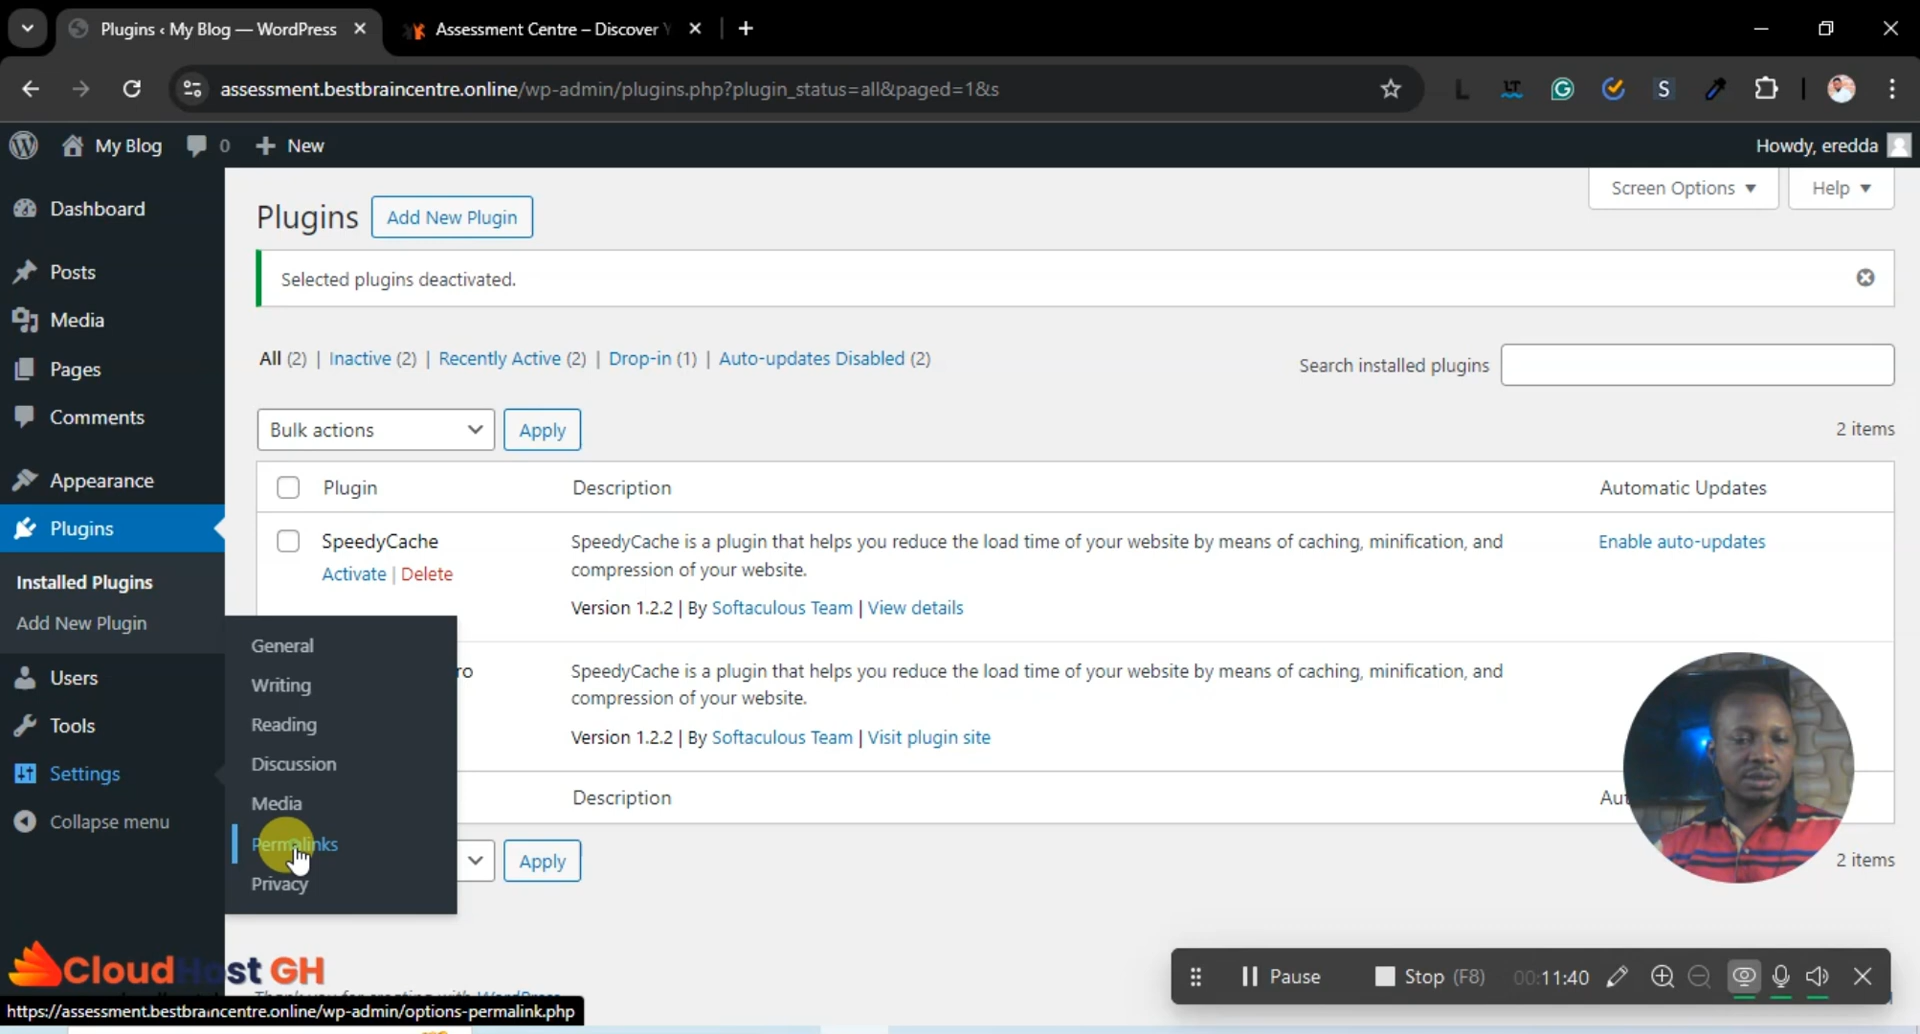 Plugins ‹ My Blog — WordPress
Assessment Centre – Discover
assessment.bestbraincentre.online/wp-admin/plugins.php?plugin_status=all&paged=1&s
My Blog 0 New
Howdy, eredda
Dashboard
Posts
Media
Pages
Comments
Appearance
Plugins
Installed Plugins
Add New Plugin
Users
Tools
Settings
Collapse menu
Screen Options Help
Plugins Add New Plugin
Selected plugins deactivated.
All (2) | Inactive (2) | Recently Active (2) | Drop-in (1) | Auto-updates Disabled (2)
Search installed plugins
Bulk actions Apply
2 items
Plugin Description Automatic Updates
SpeedyCache
Activate | Delete
SpeedyCache is a plugin that helps you reduce the load time of your website by means of caching, minification, and
compression of your website.
Version 1.2.2 | By Softaculous Team | View details
Enable auto-updates
ro
SpeedyCache is a plugin that helps you reduce the load time of your website by means of caching, minification, and
compression of your website.
Version 1.2.2 | By Softaculous Team | Visit plugin site
Description
Apply
2 items
General
Writing
Reading
Discussion
Media
Permalinks
Privacy
CloudHost GH
https://assessment.bestbraincentre.online/wp-admin/options-permalink.php
Pause Stop (F8) 00:11:40